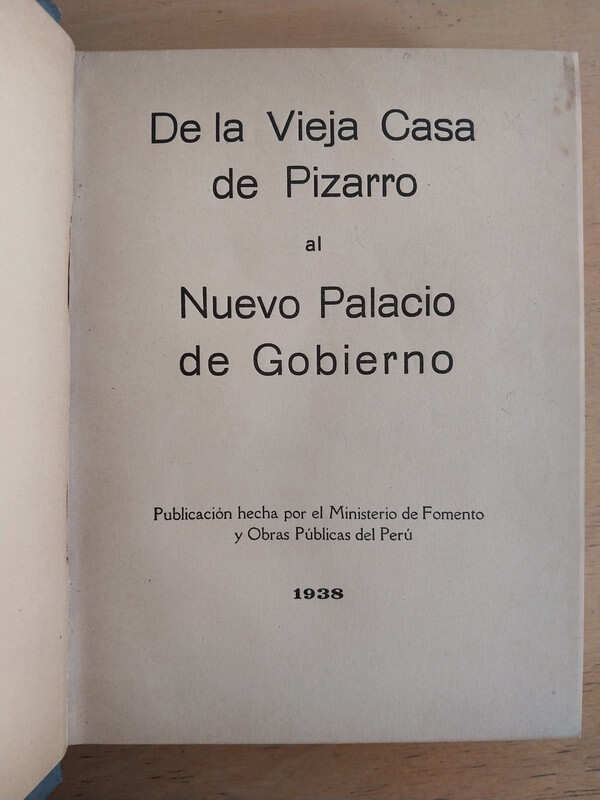 De la Vieja Casa
de Pizarro
al
Nuevo Palacio
de Gobierno
Publicación hecha por el Ministerio de Fomento
y Obras Públicas del Perú
1938